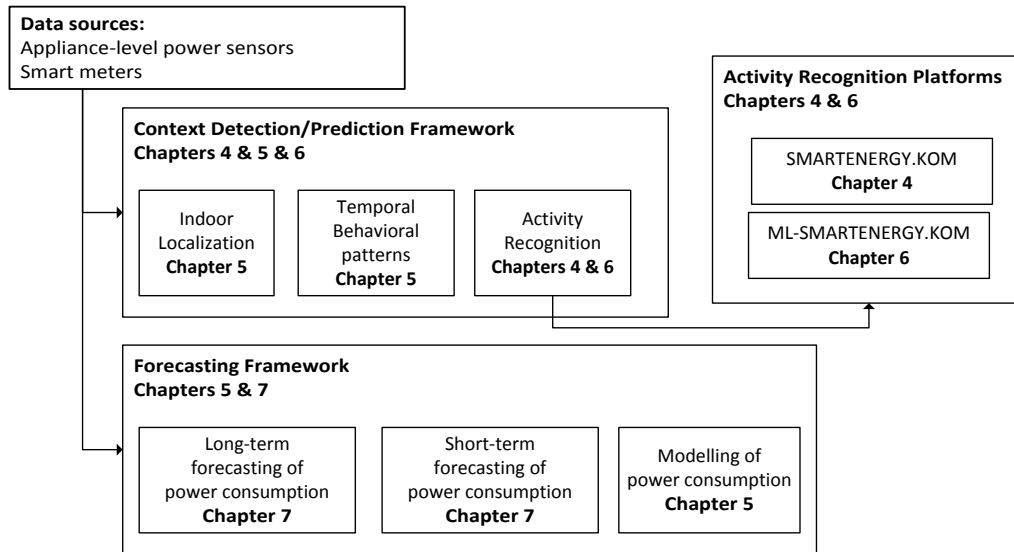 Data sources:
Appliance-level power sensors
Smart meters
Context Detection/Prediction Framework
Chapters 4 & 5 & 6
Indoor
Localization
Chapter 5
Temporal
Behavioral
patterns
Chapter 5
Activity
Recognition
Chapters 4 & 6
Activity Recognition Platforms
Chapters 4 & 6
SMARTENERGY.KOM
Chapter 4
ML-SMARTENERGY.KOM
Chapter 6
Forecasting Framework
Chapters 5 & 7
Long-term
forecasting of
power consumption
Chapter 7
Short-term
forecasting of
power consumption
Chapter 7
Modelling of
power consumption
Chapter 5